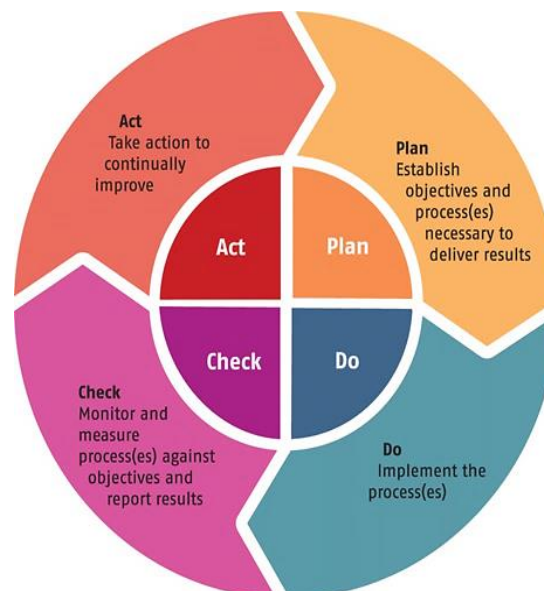 Act
Take action to
continually
improve
Plan
Establish
objectives and
process(es)
necessary to
deliver results
Act
Plan
Check
Do
Check
Monitor and
measure
process(es) against
objectives and
report results
Do
Implement the
process(es)